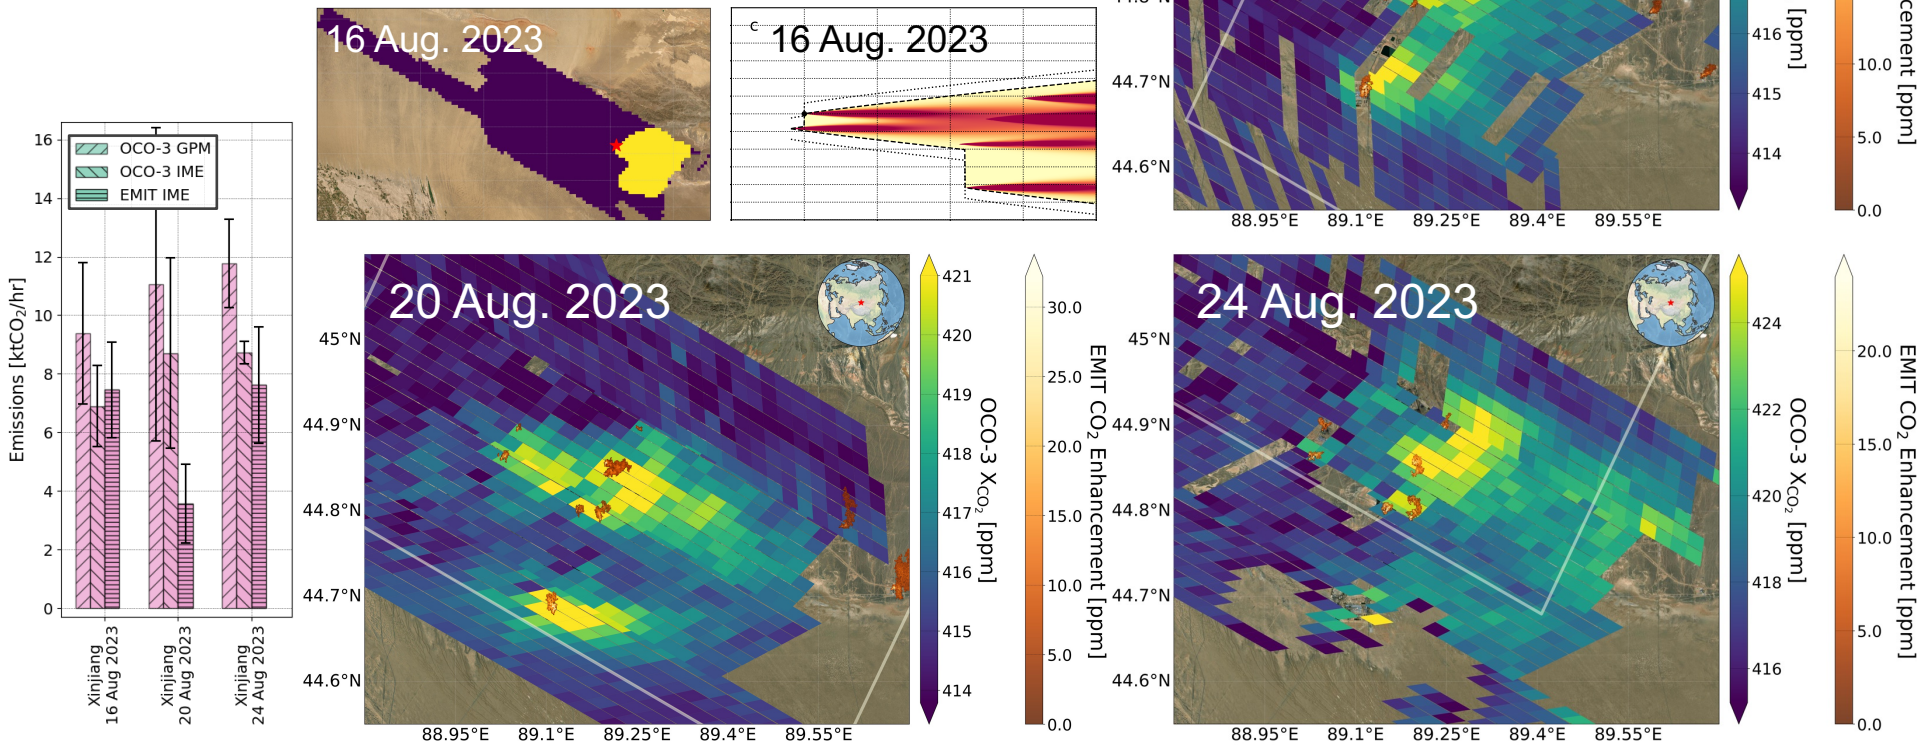 16
14
12
10
8
6
4
2
0
Emissions [ktCO₂/hr]
OCO-3 GPM
OCO-3 IME
EMIT IME
Xinjiang
16 Aug 2023
Xinjiang
20 Aug 2023
Xinjiang
24 Aug 2023
16 Aug. 2023
C
16 Aug. 2023
44.7°N
44.6°N
88.95°E 89.1°E 89.25°E 89.4°E 89.55°E
416
415
414
[ppm]
10.0
5.0
0.0
cement [ppm]
20 Aug. 2023
45°N
44.9°N
44.8°N
44.7°N
44.6°N
88.95°E 89.1°E 89.25°E 89.4°E 89.55°E
421
420
419
418
417
416
415
414
OCO-3 XCO₂ [ppm]
30.0
25.0
20.0
15.0
10.0
5.0
0.0
EMIT CO₂ Enhancement [ppm]
24 Aug. 2023
45°N
44.9°N
44.8°N
44.7°N
44.6°N
88.95°E 89.1°E 89.25°E 89.4°E 89.55°E
424
422
420
418
416
OCO-3 XCO₂ [ppm]
20.0
15.0
10.0
5.0
0.0
EMIT CO₂ Enhancement [ppm]